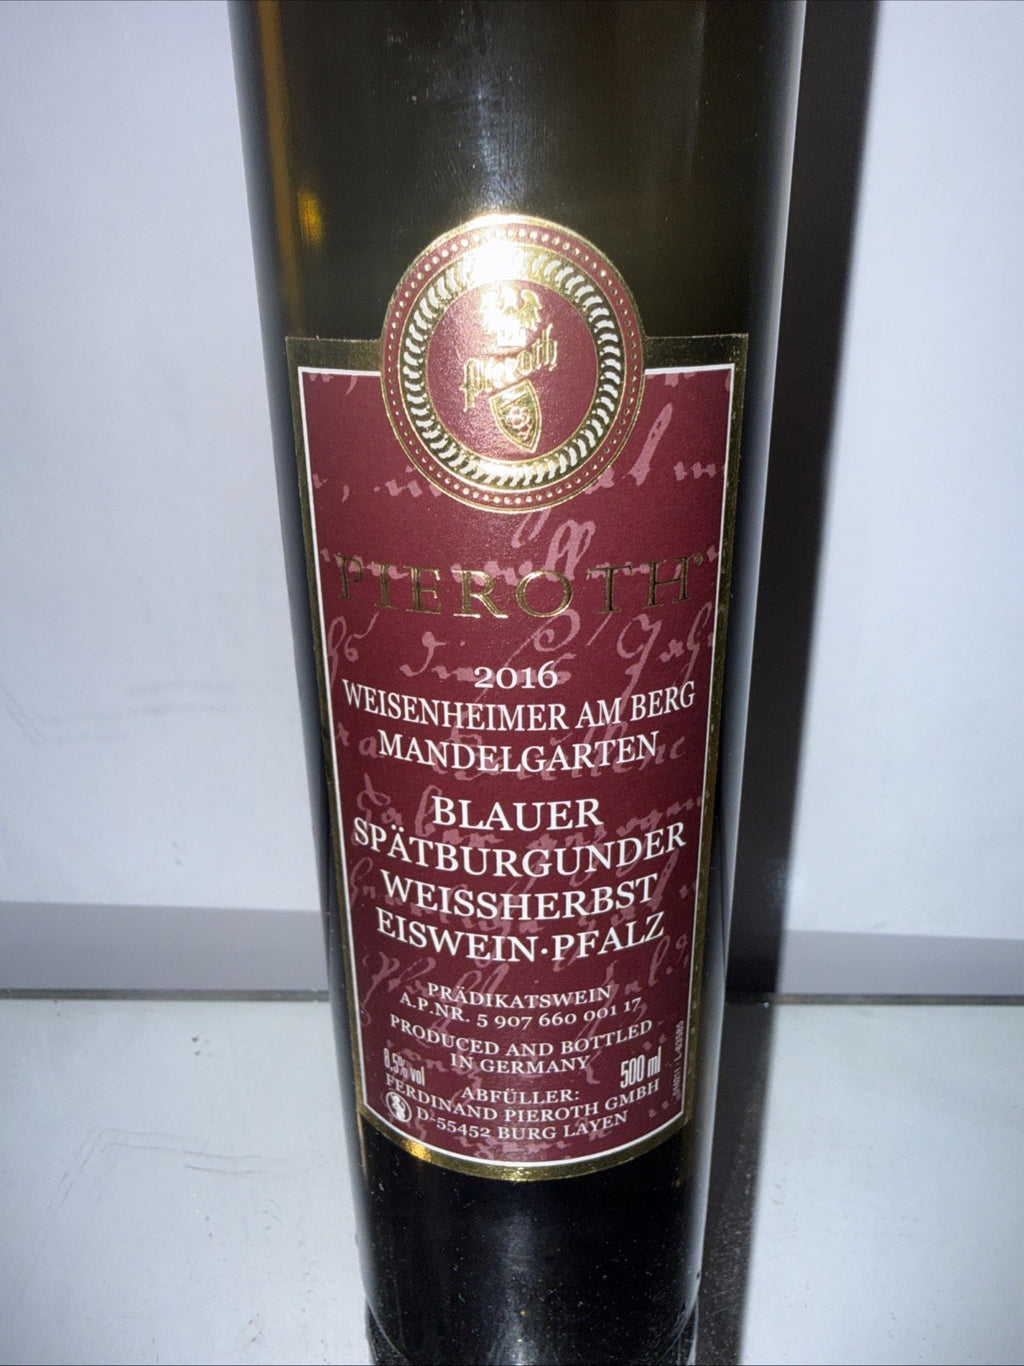 Pieroth
PIEROTH®
2016
WEISENHEIMER AM BERG
MANDELGARTEN
BLAUER
SPÄTBURGUNDER
WEISSHERBST
EISWEIN·PFALZ
PRÄDIKATSWEIN
A.P.NR. 5 907 660 001 17
PRODUCED AND BOTTLED
IN GERMANY
8.5% vol
500 ml
ABFÜLLER:
FERDINAND PIEROTH GMBH
D-55452 BURG LAYEN